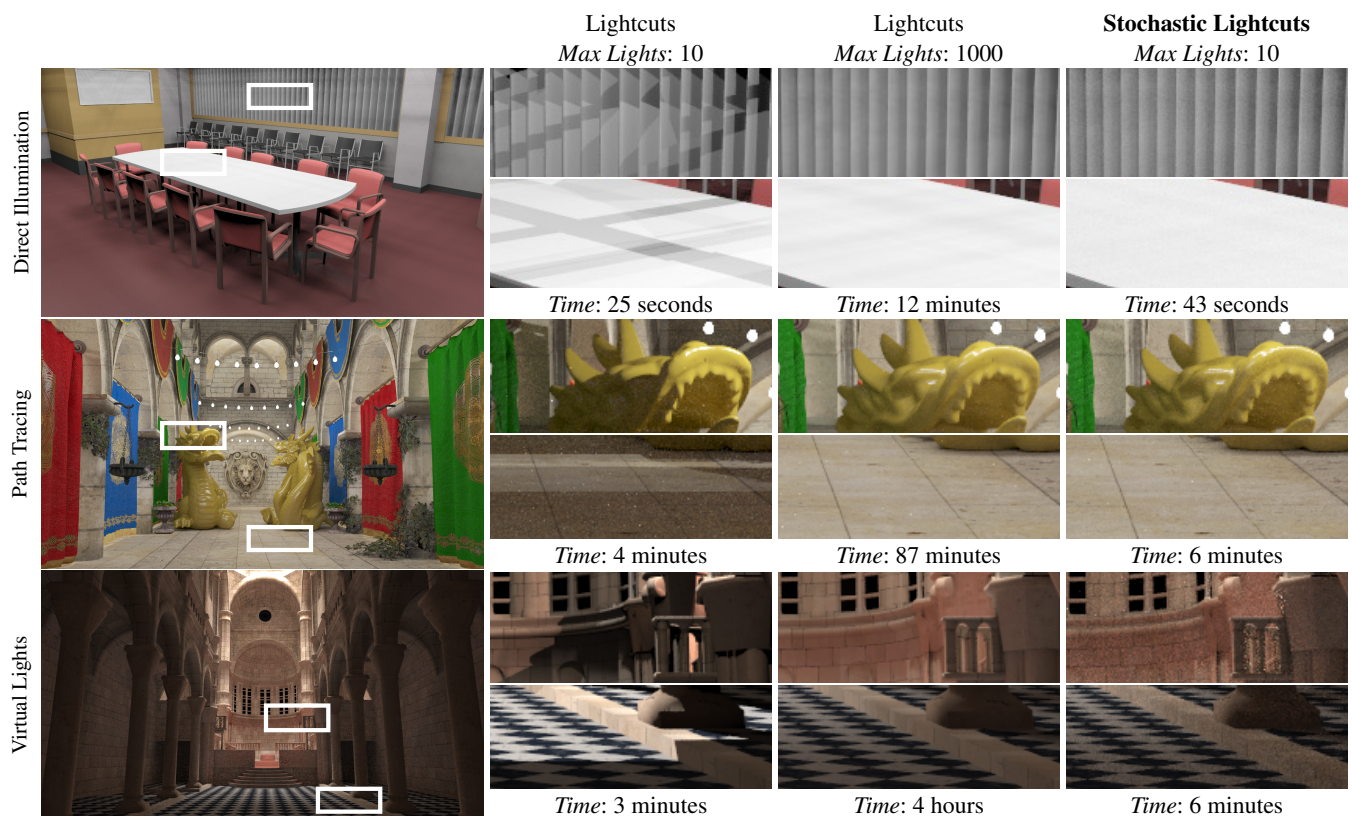 Lightcuts
Max Lights: 10
Lightcuts
Max Lights: 1000
Stochastic Lightcuts
Max Lights: 10
Direct Illumination
Time: 25 seconds
Time: 12 minutes
Time: 43 seconds
Path Tracing
Time: 4 minutes
Time: 87 minutes
Time: 6 minutes
Virtual Lights
Time: 3 minutes
Time: 4 hours
Time: 6 minutes